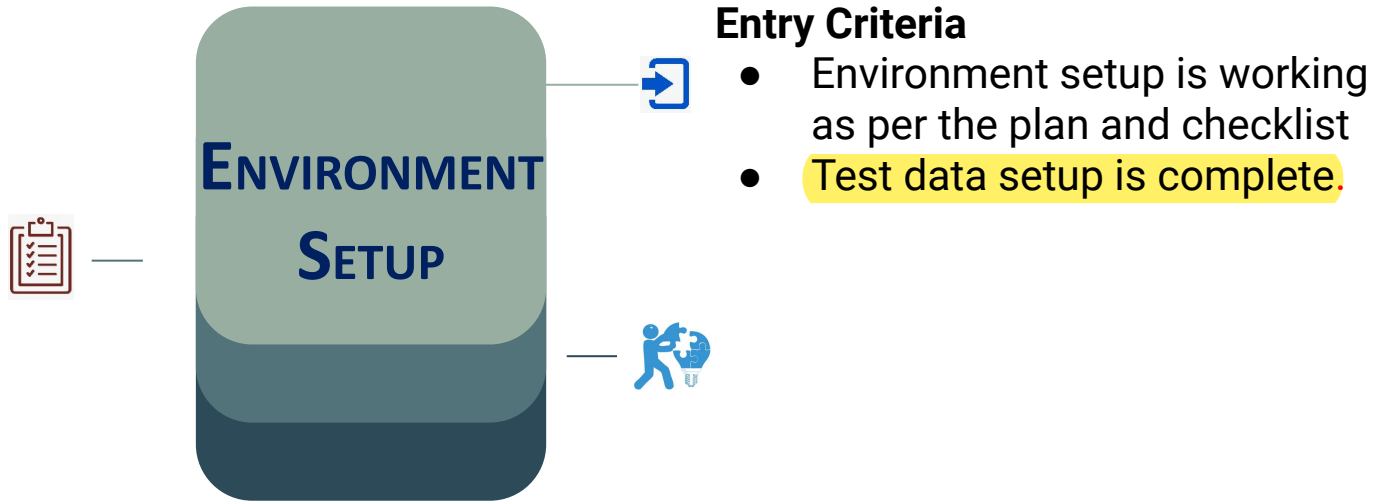 Entry Criteria
● Environment setup is working
as per the plan and checklist
● Test data setup is complete.
ENVIRONMENT
SETUP